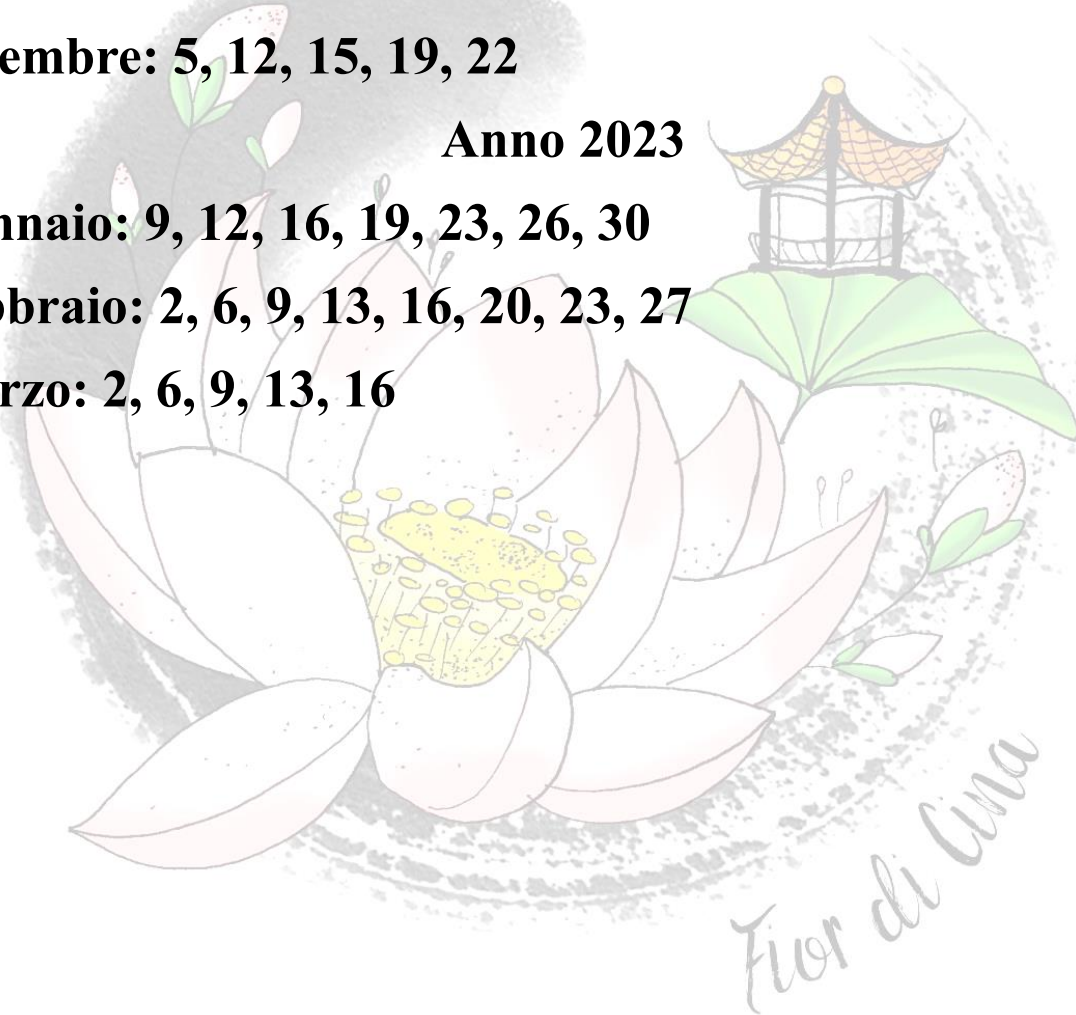 embre: 5, 12, 15, 19, 22
Anno 2023
nnaio: 9, 12, 16, 19, 23, 26, 30
bbraio: 2, 6, 9, 13, 16, 20, 23, 27
rzo: 2, 6, 9, 13, 16
Fior di Cina